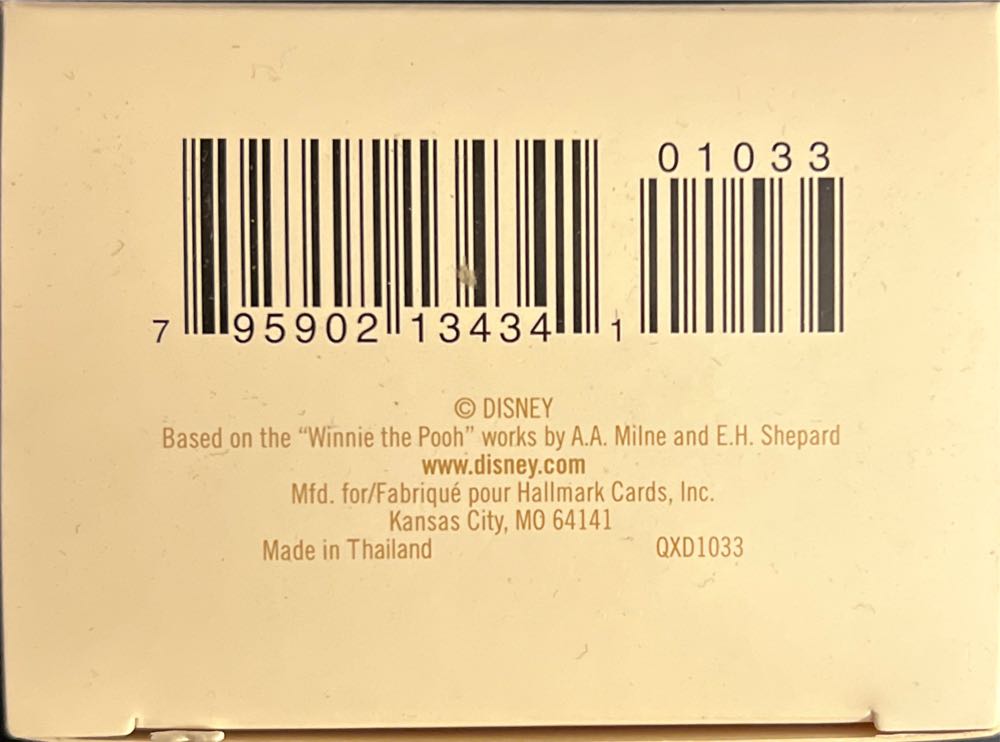 01033
7 95902 13434 1
© DISNEY
Based on the “Winnie the Pooh” works by A.A. Milne and E.H. Shepard
www.disney.com
Mfd. for/Fabriqué pour Hallmark Cards, Inc.
Kansas City, MO 64141
Made in Thailand QXD1033